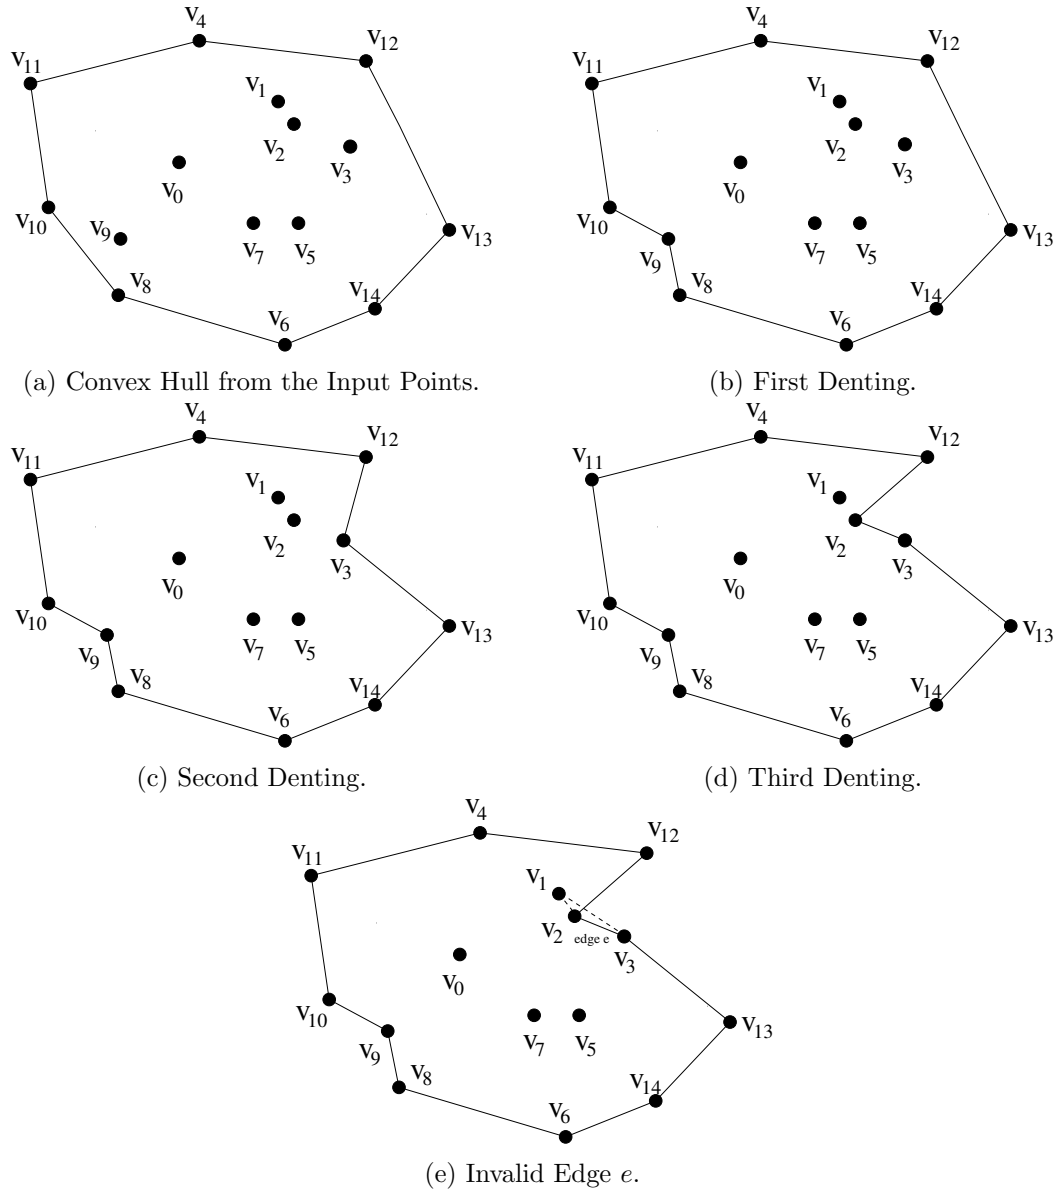 v4
v12
v11
v1
v2
v3
v0
v10
v9
v7
v5
v13
v8
v14
v6
(a) Convex Hull from the Input Points.
v4
v12
v11
v1
v2
v3
v0
v10
v9
v7
v5
v13
v8
v14
v6
(b) First Denting.
v4
v12
v11
v1
v2
v3
v0
v10
v9
v7
v5
v13
v8
v14
v6
(c) Second Denting.
v4
v12
v11
v1
v2
v3
v0
v10
v9
v7
v5
v13
v8
v14
v6
(d) Third Denting.
v4
v12
v11
v1
v2
edge e
v3
v0
v10
v9
v7
v5
v13
v8
v14
v6
(e) Invalid Edge e.